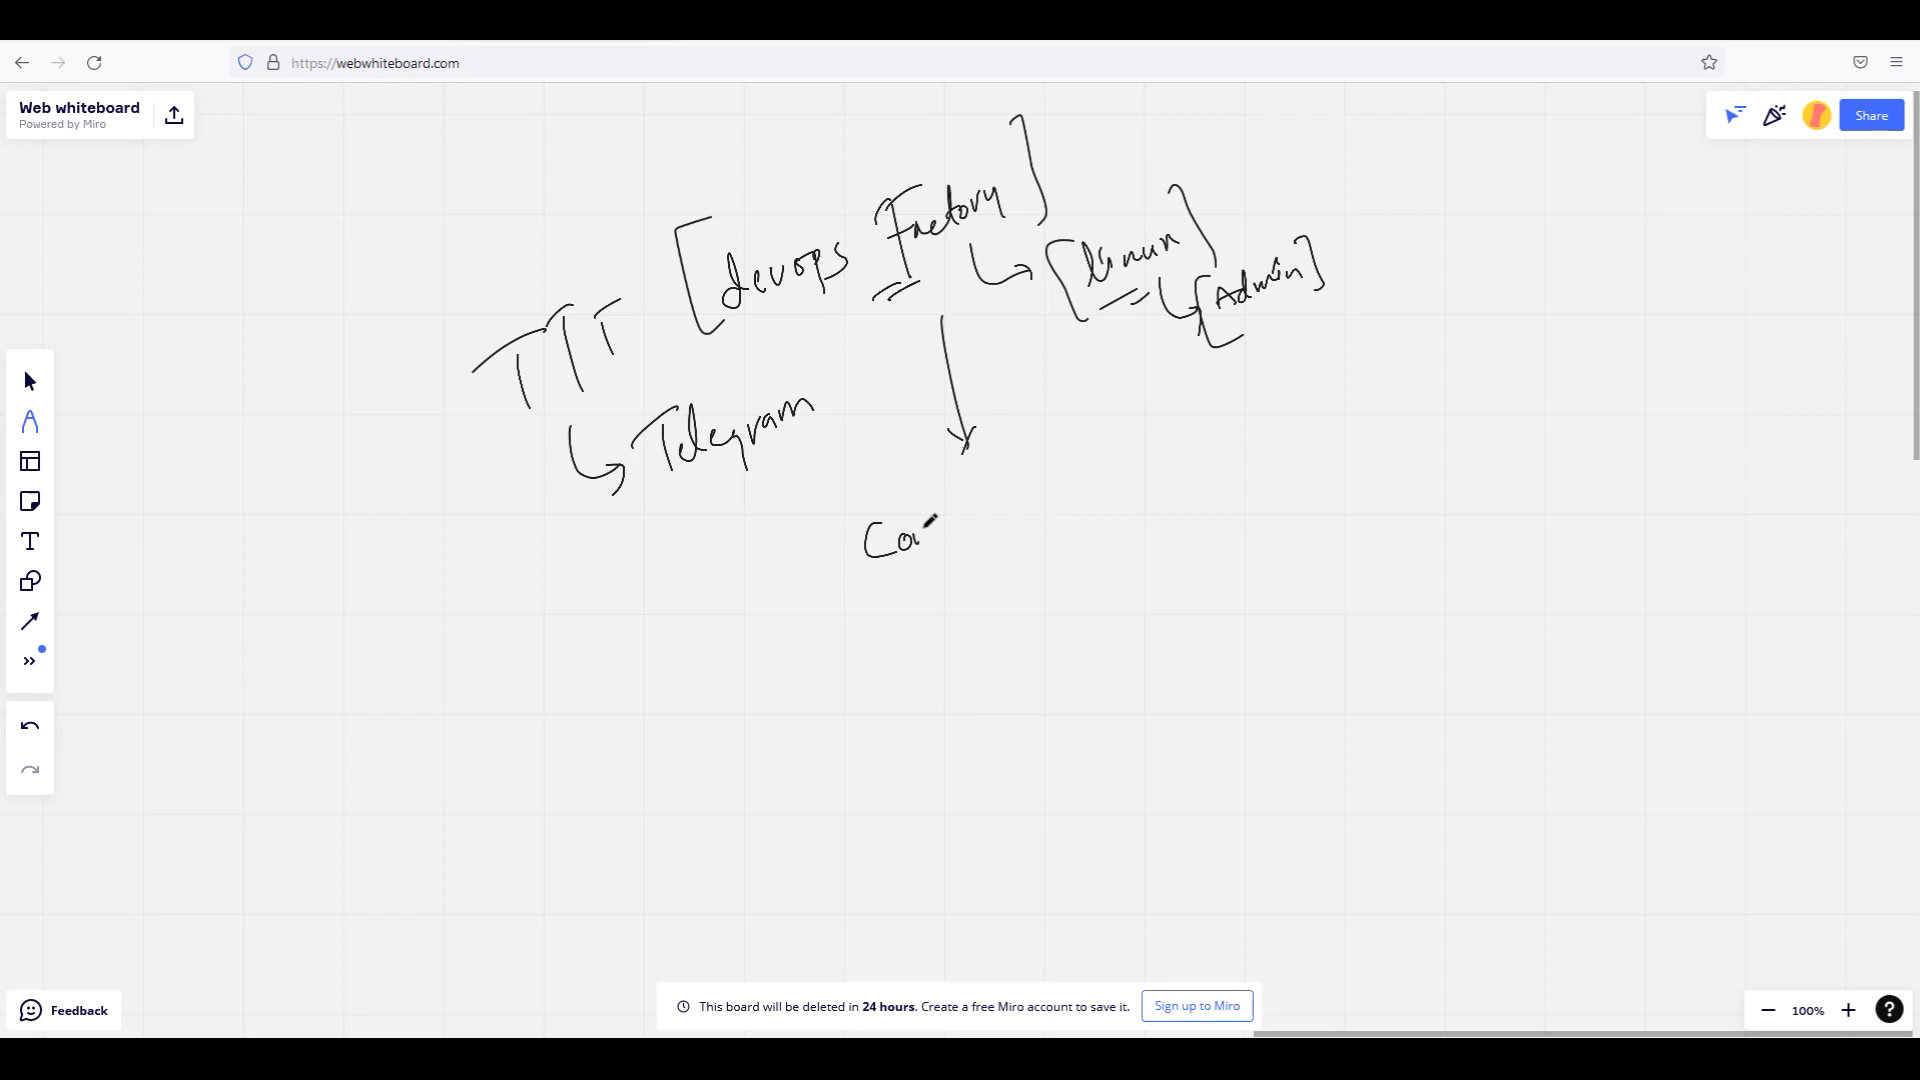 https://webwhiteboard.com
Web whiteboard
Powered by Miro
Share
[devops Factory]
[Linux]
[Admin]
TTT
Telegram
Co
Feedback
This board will be deleted in 24 hours. Create a free Miro account to save it.
Sign up to Miro
100%
?